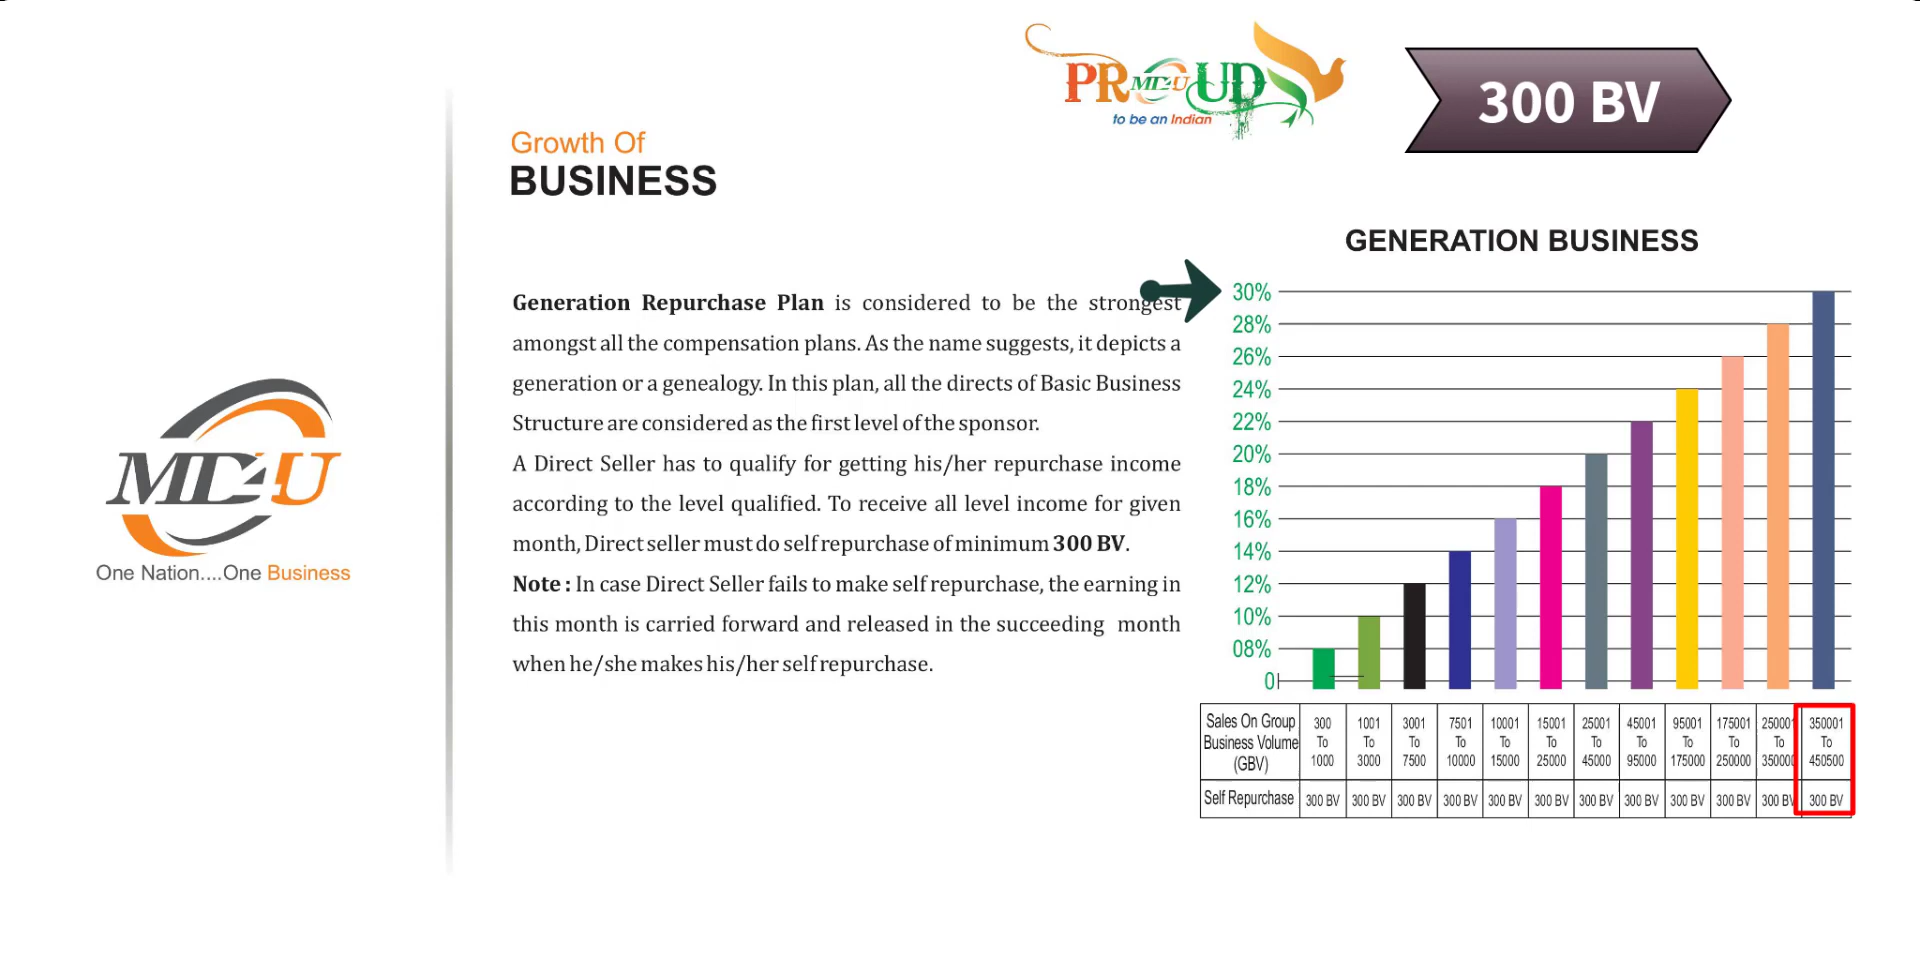 PROUD
MD4U
to be an Indian
300 BV
Growth Of
BUSINESS
Generation Repurchase Plan is considered to be the strongest
amongst all the compensation plans. As the name suggests, it depicts a
generation or a genealogy. In this plan, all the directs of Basic Business
Structure are considered as the first level of the sponsor.
A Direct Seller has to qualify for getting his/her repurchase income
according to the level qualified. To receive all level income for given
month, Direct seller must do self repurchase of minimum 300 BV.
Note : In case Direct Seller fails to make self repurchase, the earning in
this month is carried forward and released in the succeeding month
when he/she makes his/her self repurchase.
MD4U
One Nation....One Business
GENERATION BUSINESS
30%
28%
26%
24%
22%
20%
18%
16%
14%
12%
10%
08%
0
Sales On Group 300 1001 3001 7501 10001 15001 25001 45001 95001 175001 250001 350001
Business Volume To To To To To To To To To To To To
(GBV) 1000 3000 7500 10000 15000 25000 45000 95000 175000 250000 350000 450500
Self Repurchase 300 BV 300 BV 300 BV 300 BV 300 BV 300 BV 300 BV 300 BV 300 BV 300 BV 300 BV 300 BV